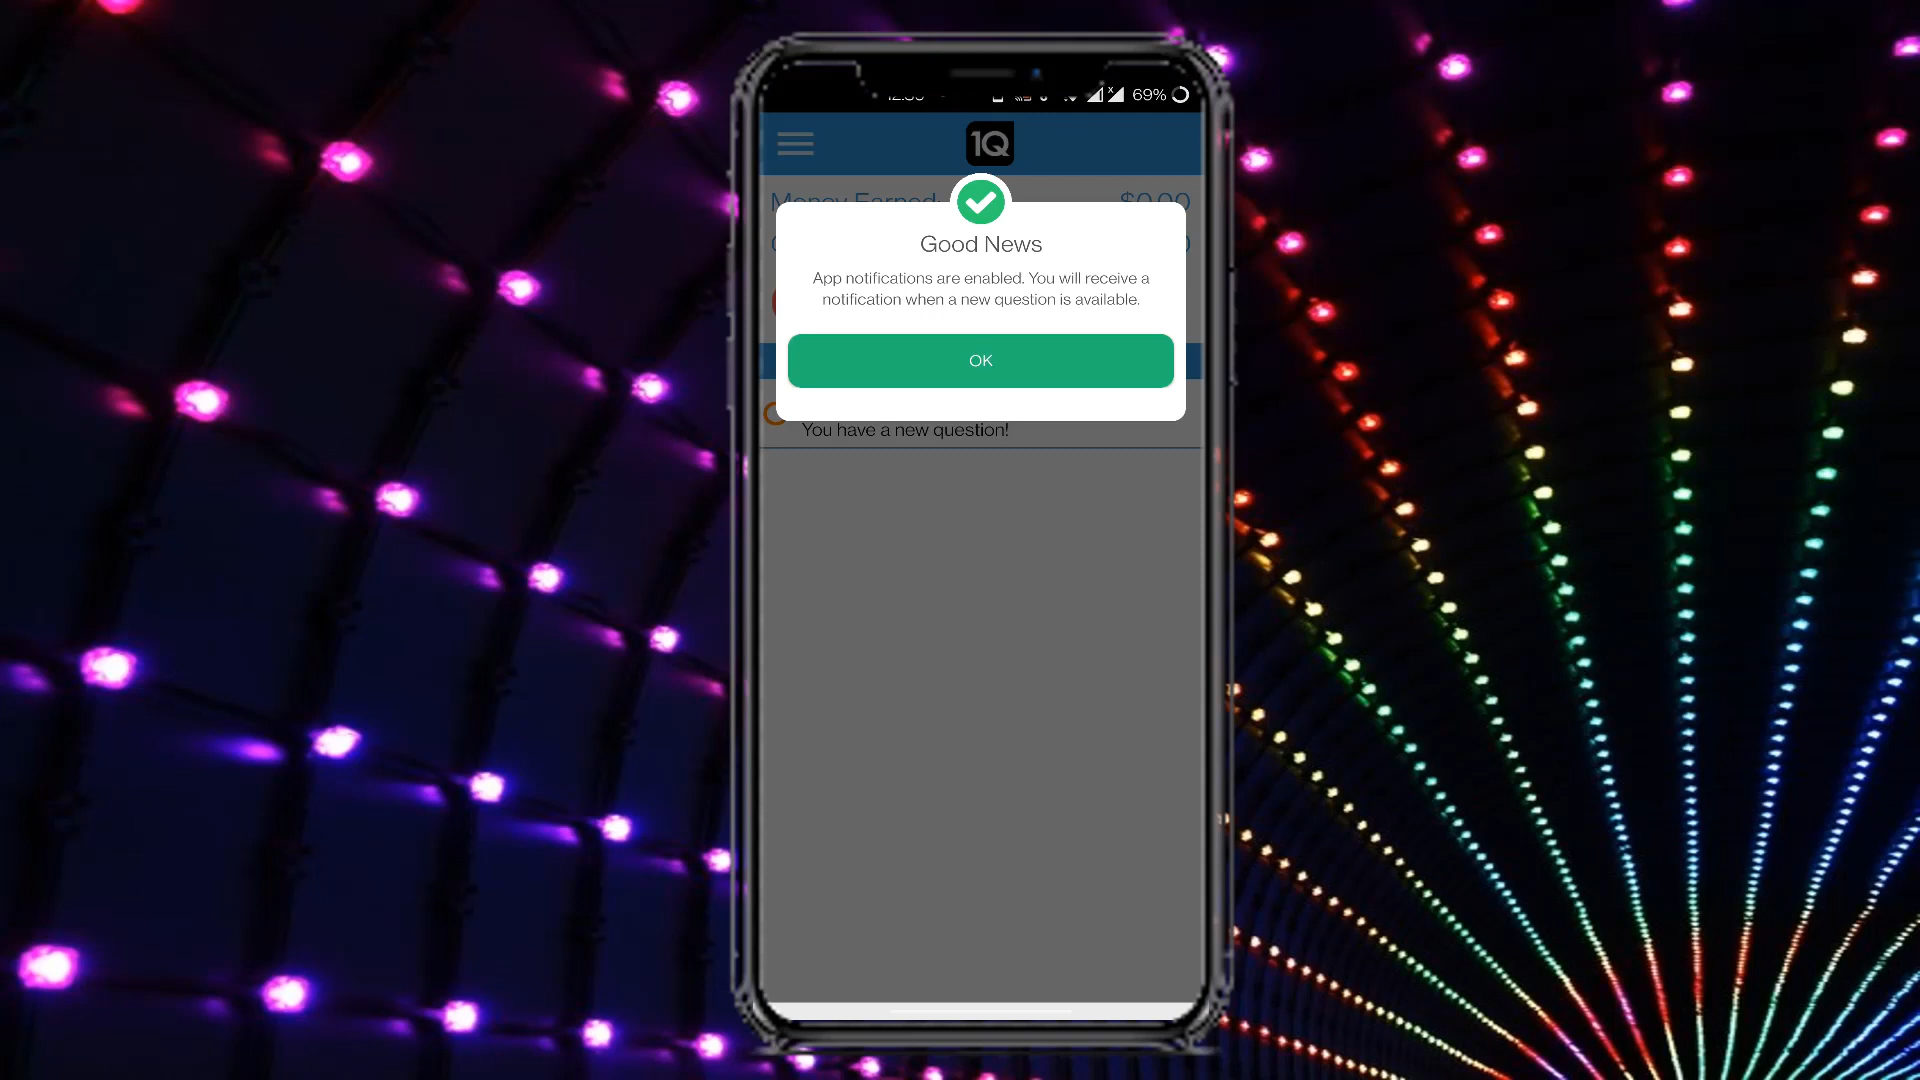 69%
1Q
Money Earned: $0.00
Good News
App notifications are enabled. You will receive a
notification when a new question is available.
OK
You have a new question!